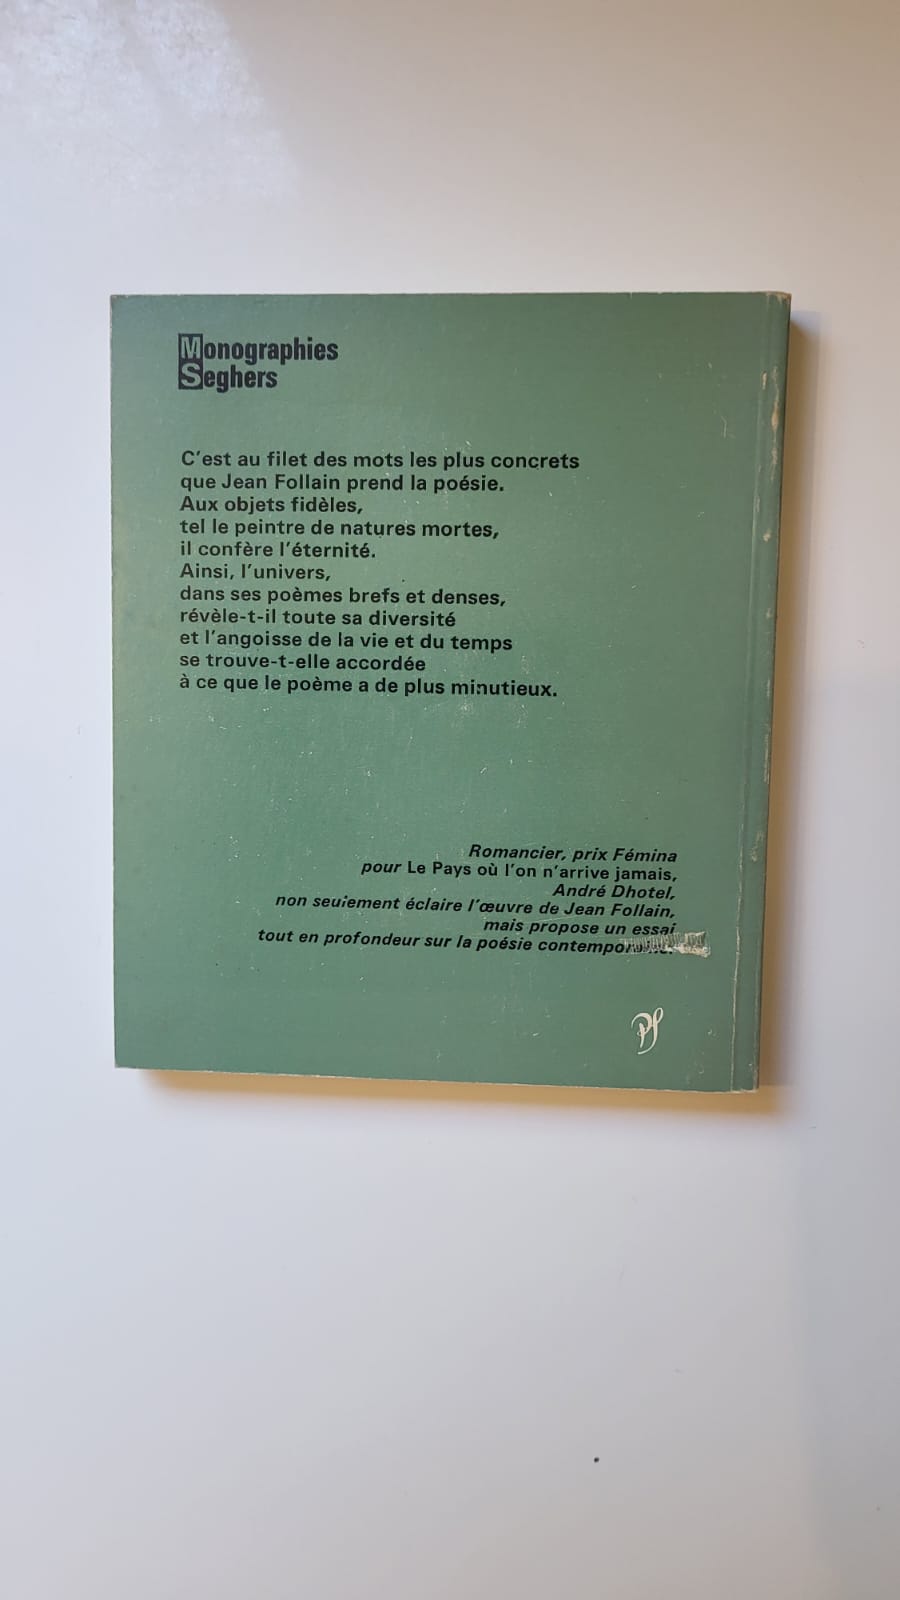 Monographies
Seghers
C'est au filet des mots les plus concrets
que Jean Follain prend la poésie.
Aux objets fidèles,
tel le peintre de natures mortes,
il confère l'éternité.
Ainsi, l'univers,
dans ses poèmes brefs et denses,
révèle-t-il toute sa diversité
et l'angoisse de la vie et du temps
se trouve-t-elle accordée
à ce que le poème a de plus minutieux.
Romancier, prix Fémina
pour Le Pays où l'on n'arrive jamais,
André Dhotel,
non seulement éclaire l'œuvre de Jean Follain,
mais propose un essai
tout en profondeur sur la poésie